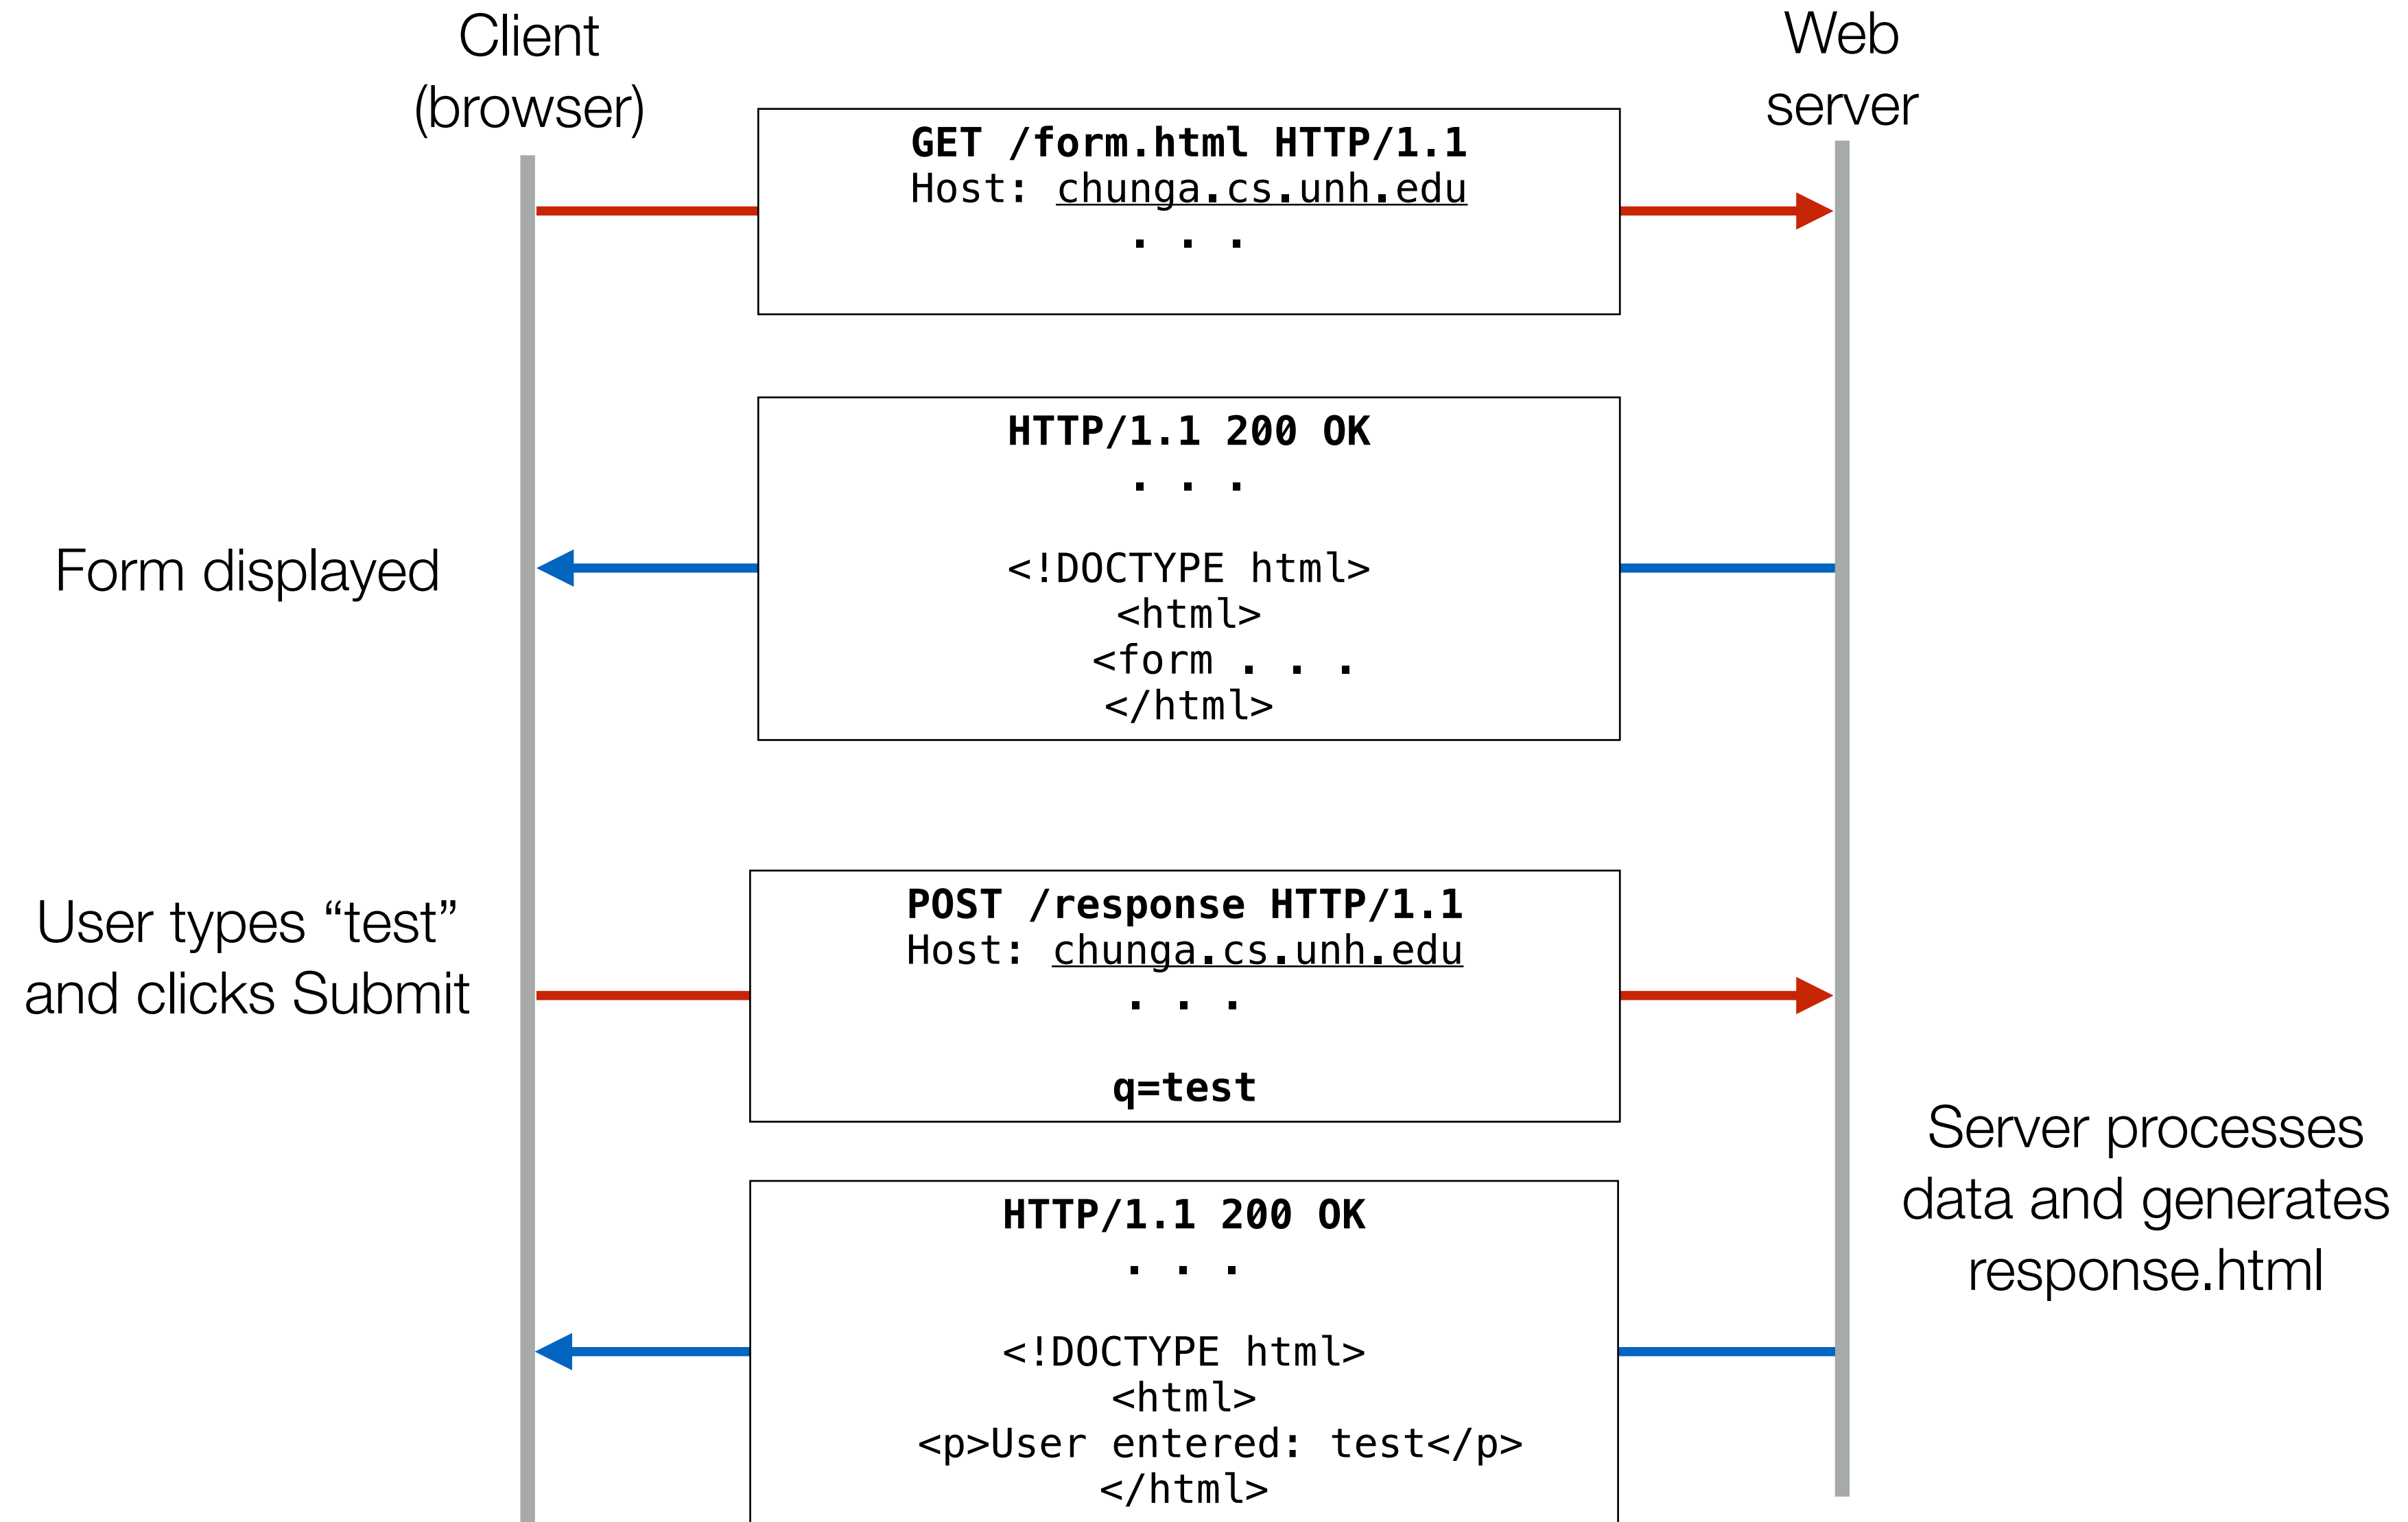 Client
(browser)
Web
server
GET /form.html HTTP/1.1
Host: chunga.cs.unh.edu
. . .
HTTP/1.1 200 OK
. . .
<!DOCTYPE html>
<html>
<form . . .
</html>
Form displayed
User types “test”
and clicks Submit
POST /response HTTP/1.1
Host: chunga.cs.unh.edu
. . .
q=test
Server processes
data and generates
response.html
HTTP/1.1 200 OK
. . .
<!DOCTYPE html>
<html>
<p>User entered: test</p>
</html>